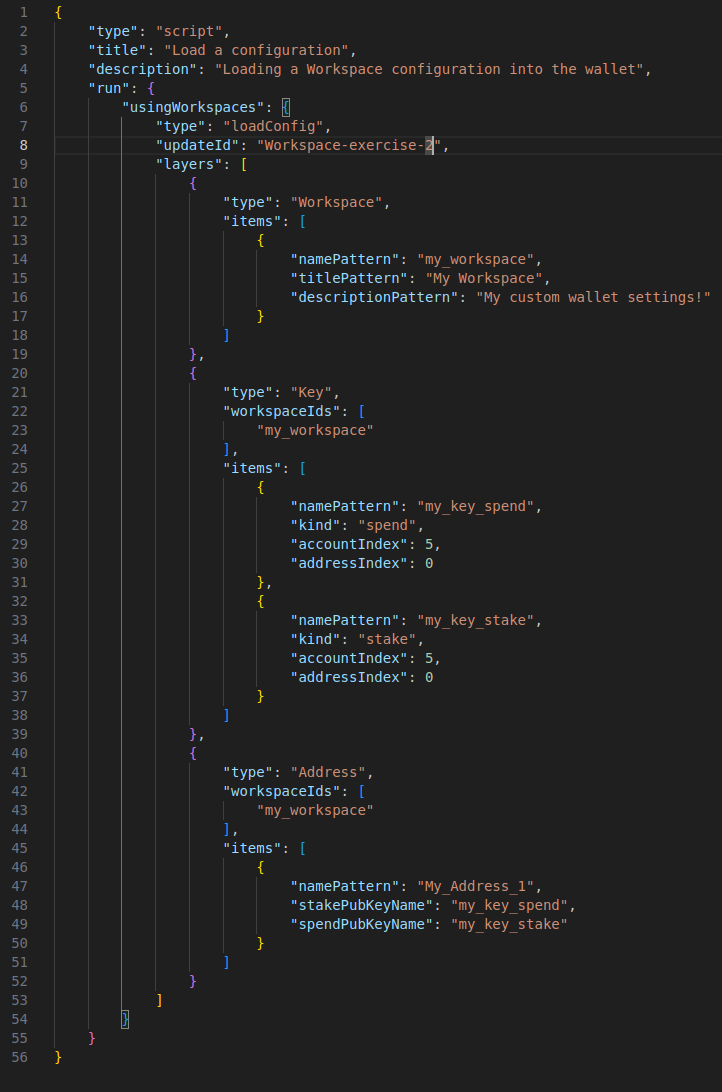 1 {
2     "type": "script",
3     "title": "Load a configuration",
4     "description": "Loading a Workspace configuration into the wallet",
5     "run": {
6         "usingWorkspaces": {
7             "type": "loadConfig",
8             "updateId": "Workspace-exercise-2",
9             "layers": [
10                 {
11                     "type": "Workspace",
12                     "items": [
13                         {
14                             "namePattern": "my_workspace",
15                             "titlePattern": "My Workspace",
16                             "descriptionPattern": "My custom wallet settings!"
17                         }
18                     ]
19                 },
20                 {
21                     "type": "Key",
22                     "workspaceIds": [
23                         "my_workspace"
24                     ],
25                     "items": [
26                         {
27                             "namePattern": "my_key_spend",
28                             "kind": "spend",
29                             "accountIndex": 5,
30                             "addressIndex": 0
31                         },
32                         {
33                             "namePattern": "my_key_stake",
34                             "kind": "stake",
35                             "accountIndex": 5,
36                             "addressIndex": 0
37                         }
38                     ]
39                 },
40                 {
41                     "type": "Address",
42                     "workspaceIds": [
43                         "my_workspace"
44                     ],
45                     "items": [
46                         {
47                             "namePattern": "My_Address_1",
48                             "stakePubKeyName": "my_key_spend",
49                             "spendPubKeyName": "my_key_stake"
50                         }
51                     ]
52                 }
53             ]
54         }
55     }
56 }